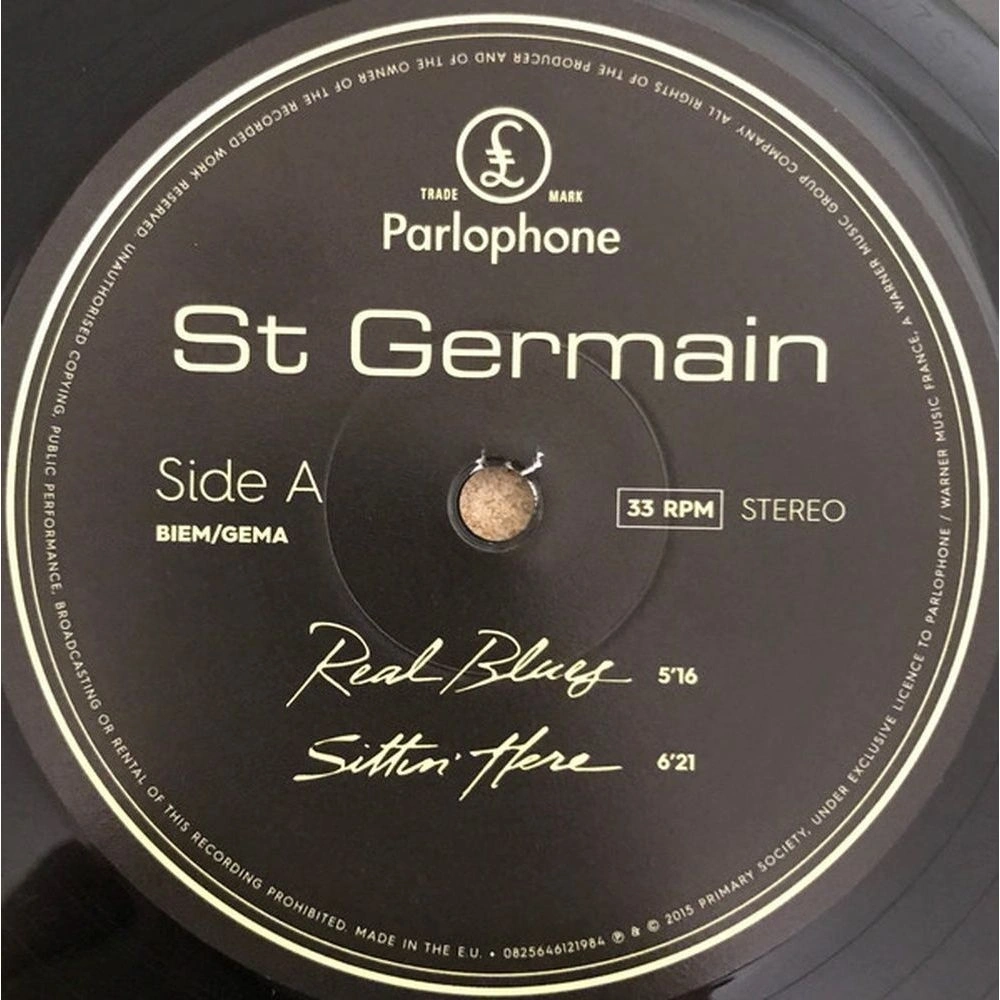 £
TRADE MARK
Parlophone
St Germain
Side A
BIEM/GEMA
33 RPM STEREO
Real Blues 5'16
Sittin' Here 6'21
℗ & © 2015 PRIMARY SOCIETY, UNDER EXCLUSIVE LICENCE TO PARLOPHONE / WARNER MUSIC FRANCE, A WARNER MUSIC GROUP COMPANY. ALL RIGHTS OF THE PRODUCER AND OF THE OWNER OF THE RECORDED WORK RESERVED. UNAUTHORISED COPYING, PUBLIC PERFORMANCE, BROADCASTING OR RENTAL OF THIS RECORDING PROHIBITED. MADE IN THE E.U. • 0825646121984